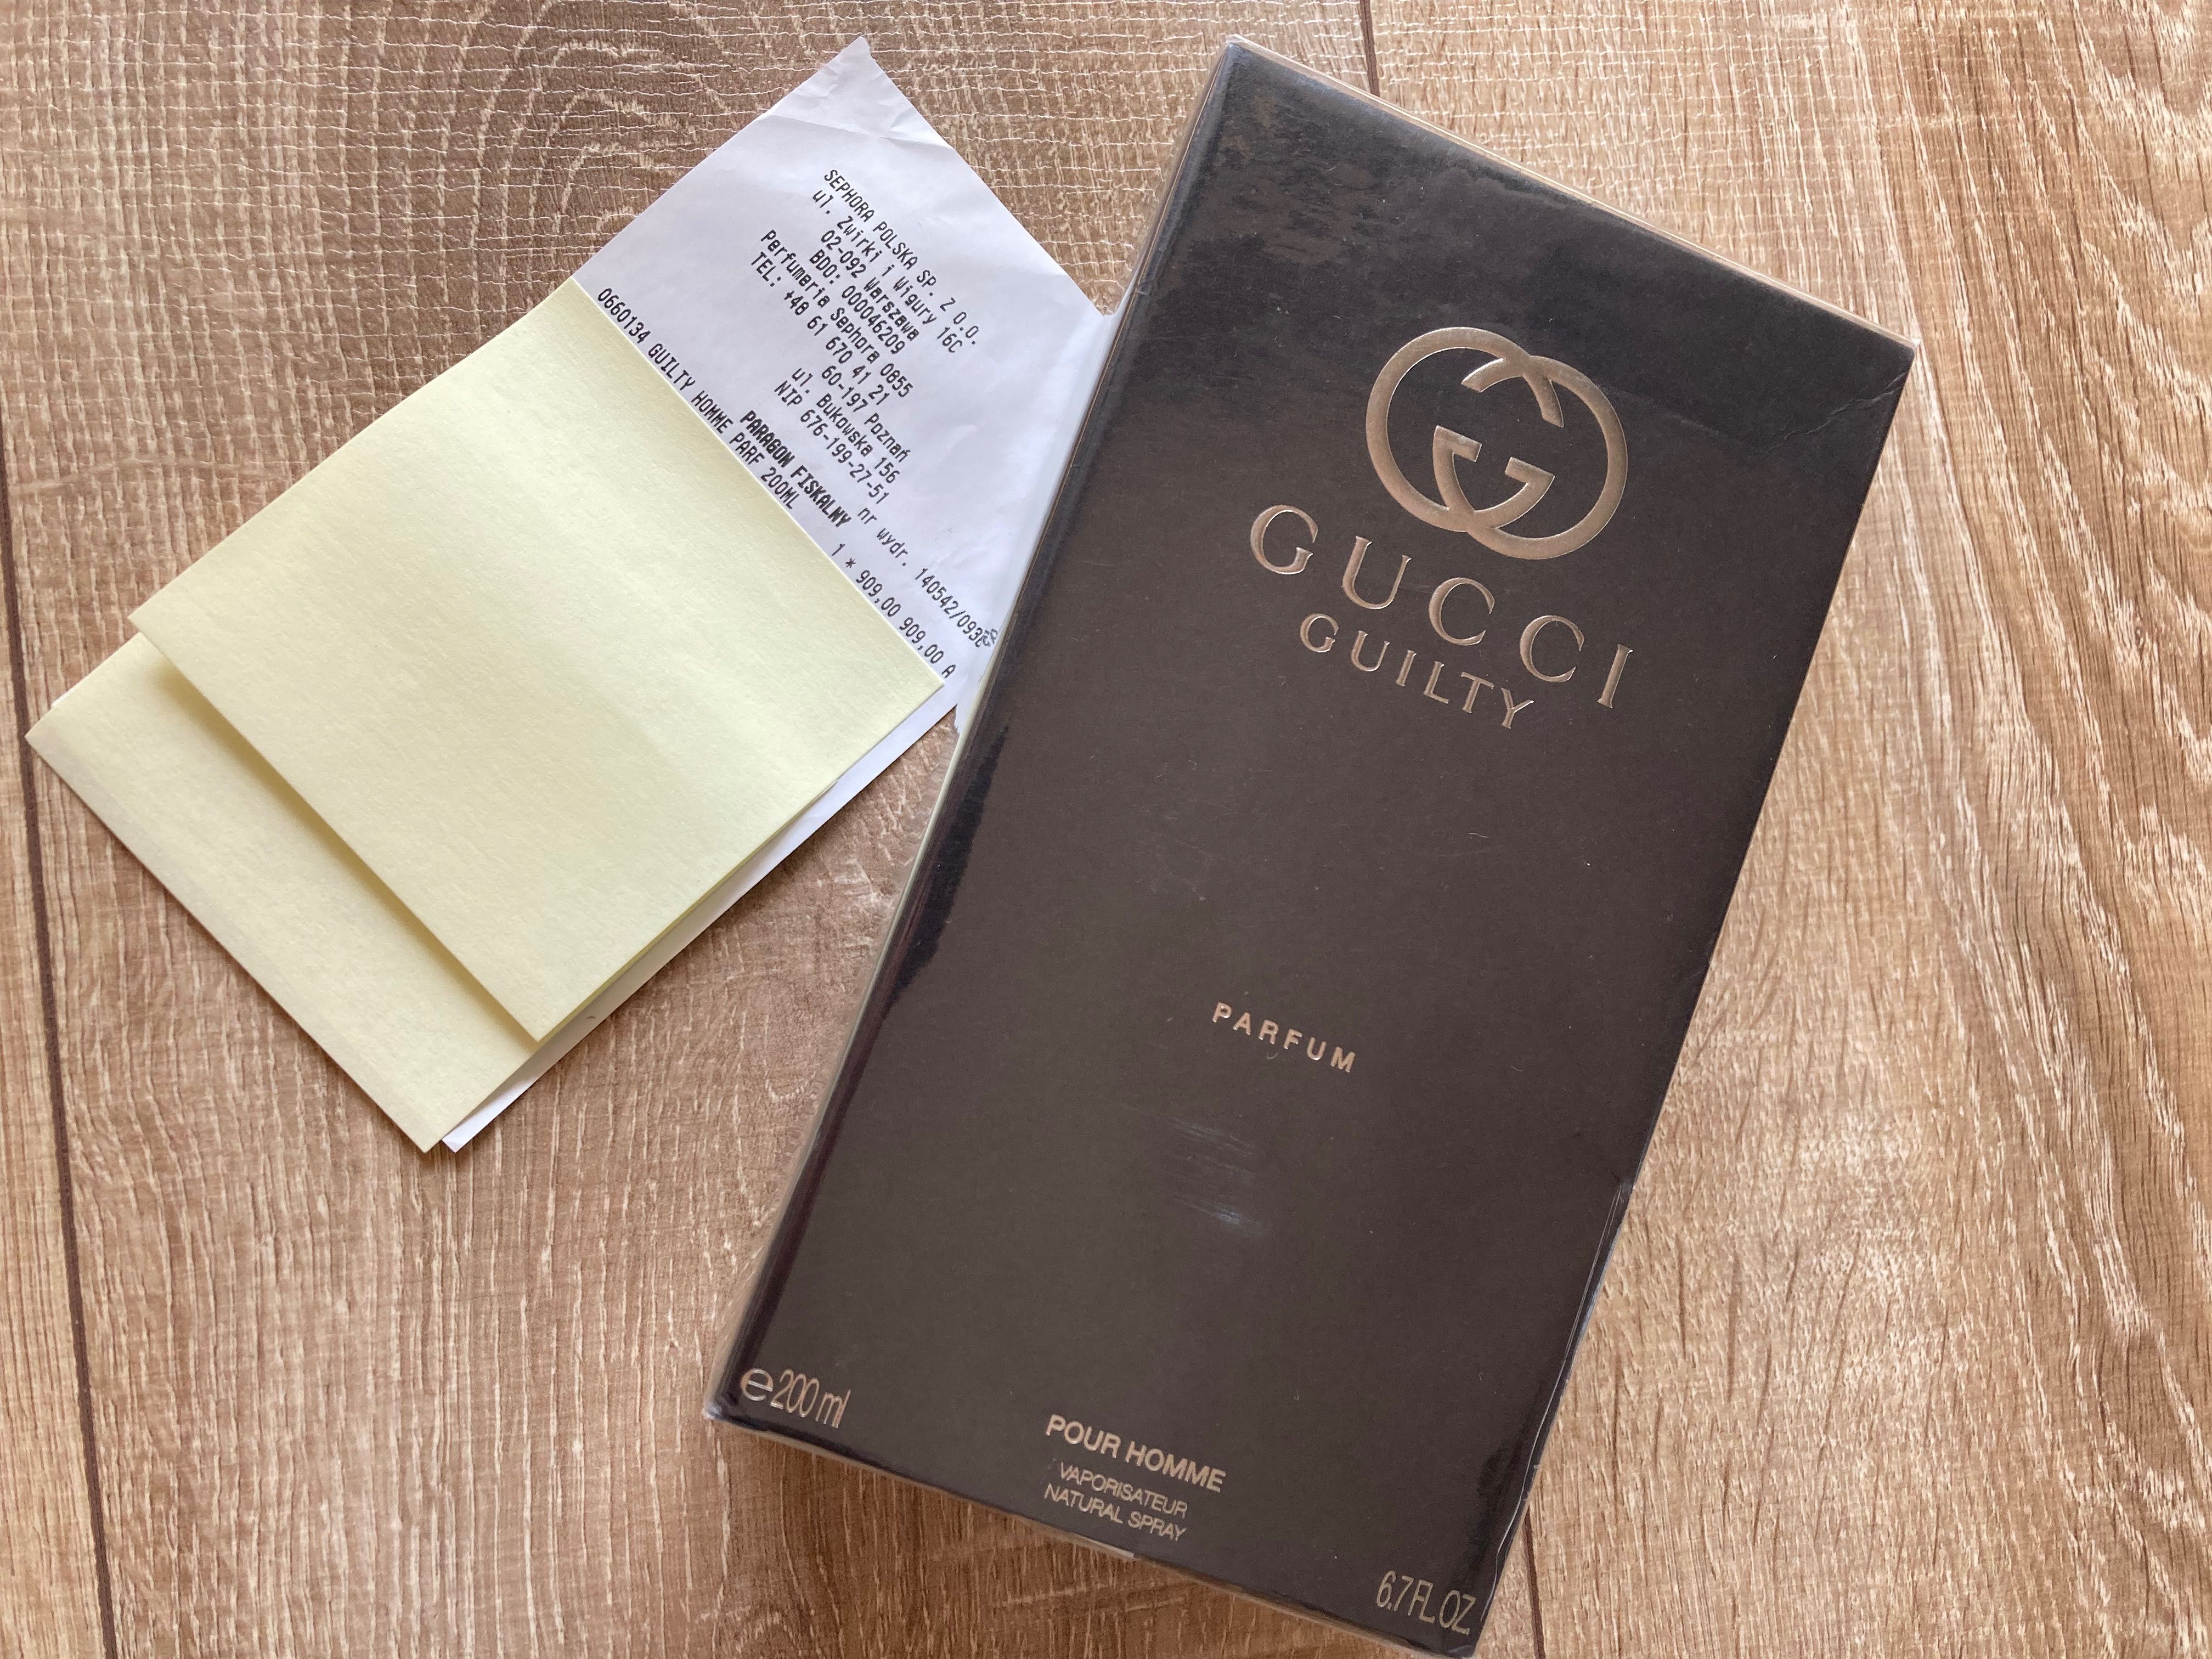 SEPHORA POLSKA SP. Z O.O.
ul. Zwirki i Wigury 16C
02-092 Warszawa
BDO: 000046209
Perfumeria Sephora 0855
TEL: +48 61 670 41 21
60-197 Poznań
ul. Bukowska 156
NIP 676-199-27-51
nr wydr. 140542/0938
PARAGON FISKALNY
0660134 GUILTY HOMME PARF 200ML
1 * 909,00 909,00 A
GUCCI
GUILTY
PARFUM
e 200 ml
POUR HOMME
VAPORISATEUR
NATURAL SPRAY
6.7 FL.OZ.